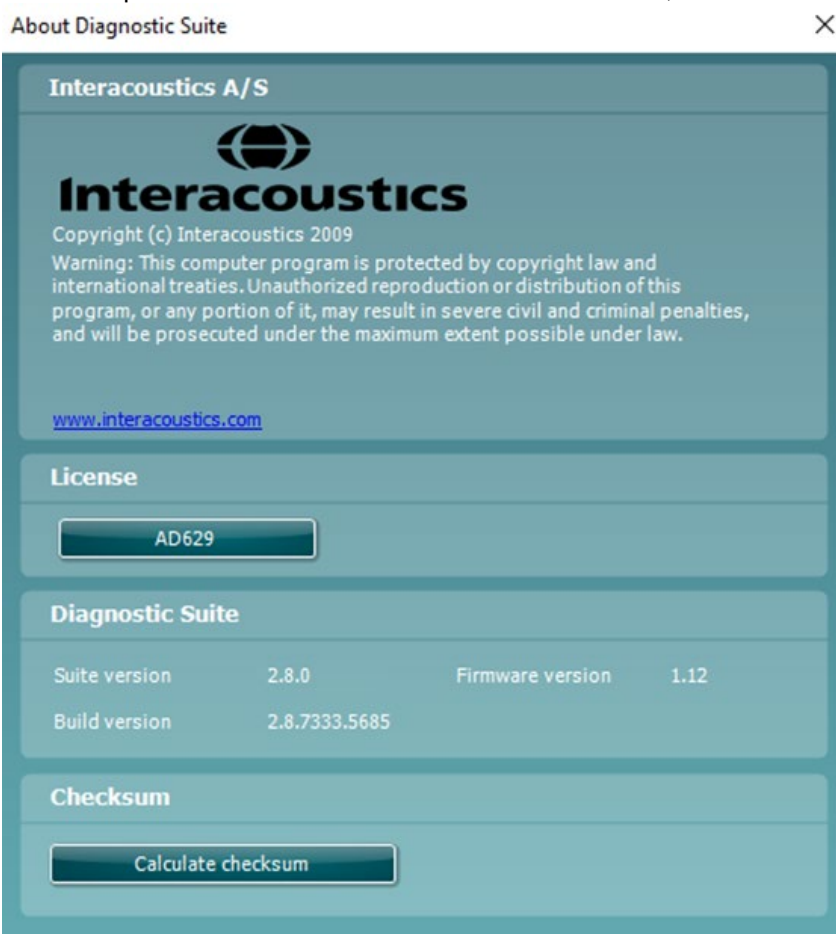 About Diagnostic Suite
Interacoustics A/S
Interacoustics
Copyright (c) Interacoustics 2009
Warning: This computer program is protected by copyright law and
international treaties. Unauthorized reproduction or distribution of this
program, or any portion of it, may result in severe civil and criminal penalties,
and will be prosecuted under the maximum extent possible under law.
www.interacoustics.com
License
AD629
Diagnostic Suite
Suite version 2.8.0 Firmware version 1.12
Build version 2.8.7333.5685
Checksum
Calculate checksum